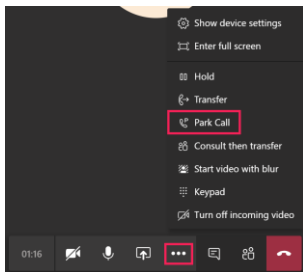 Show device settings
Enter full screen
Hold
Transfer
Park Call
Consult then transfer
Start video with blur
Keypad
Turn off incoming video
01:16